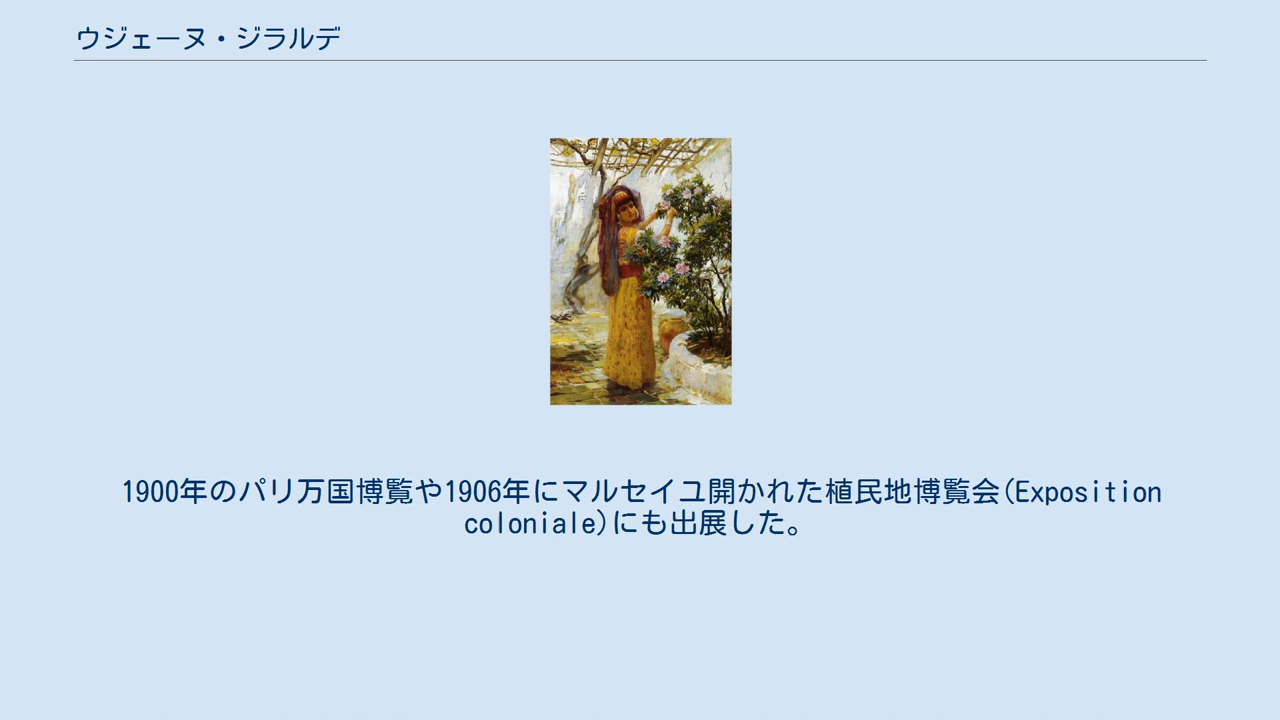 ウジェーヌ・ジラルデ
1900年のパリ万国博覧や1906年にマルセイユ開かれた植民地博覧会(Exposition
coloniale)にも出展した。